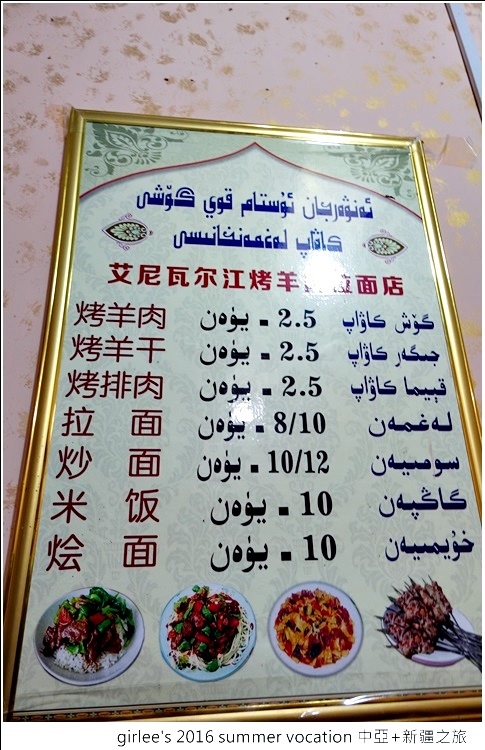 ئەنۋەرجان ئۇستام قوي گۆشى
كاۋاپ لەغمەنخانىسى
艾尼瓦尔江烤羊 拉面店
烤羊肉 2.5 - يۈەن گۆش كاۋاپ
烤羊干 2.5 - يۈەن جىگەر كاۋاپ
烤排肉 2.5 - يۈەن قىيما كاۋاپ
拉 面 8/10 - يۈەن لەغمەن
炒 面 10/12 - يۈەن سومىيەن
米 饭 10 - يۈەن گاڭپەن
烩 面 10 - يۈەن خۇيمىيەن
girlee's 2016 summer vocation 中亞+新疆之旅